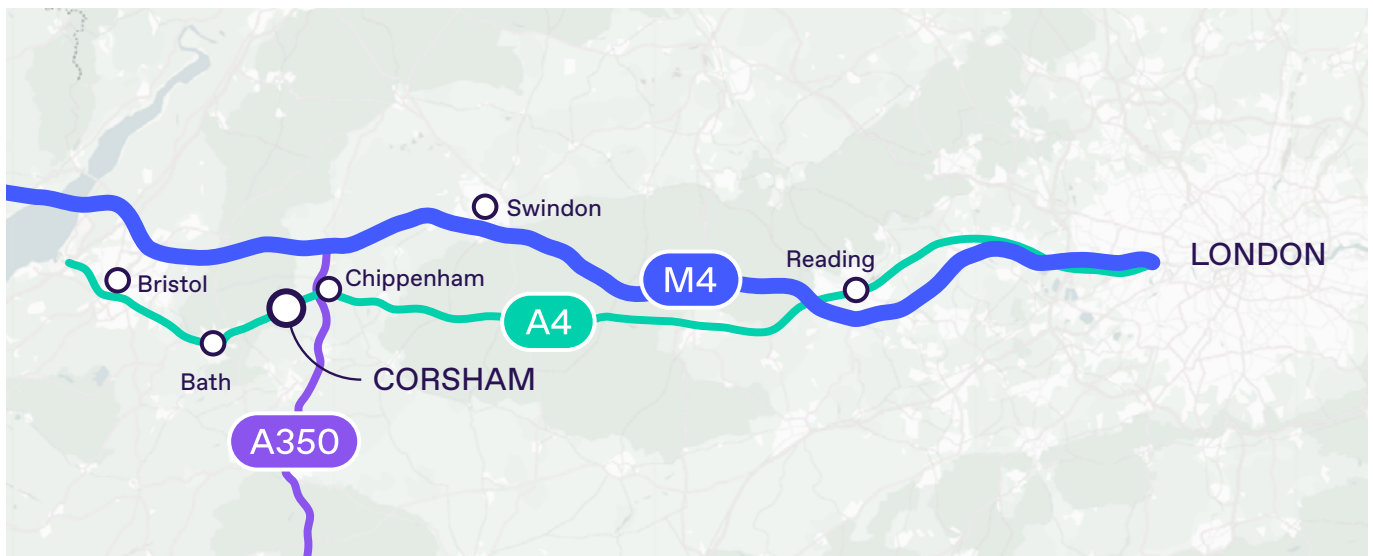 Swindon
LONDON
Reading
Chippenham
M4
Bristol
A4
Bath
CORSHAM
A350